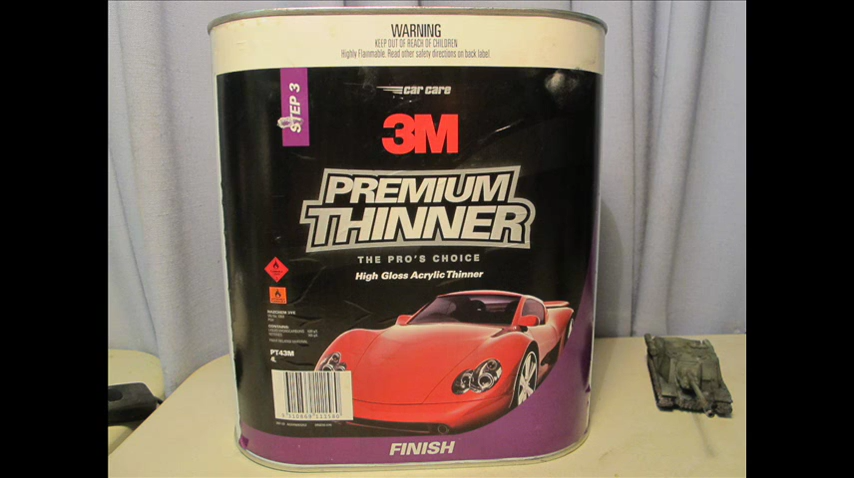 WARNING
KEEP OUT OF REACH OF CHILDREN
Highly Flammable. Read other safety directions on back label
STEP 3
car care
3M
PREMIUM
THINNER
THE PRO'S CHOICE
High Gloss Acrylic Thinner
PT43M
4L
FINISH